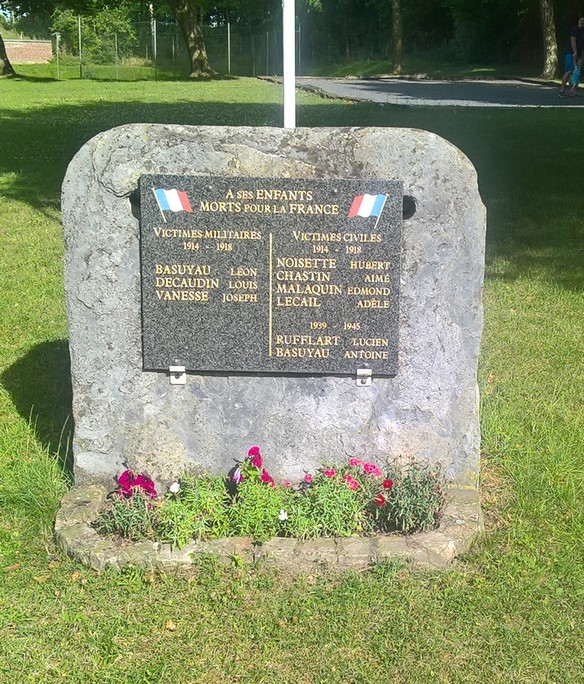 A SES ENFANTS
MORTS POUR LA FRANCE
VICTIMES MILITAIRES
1914 - 1918
BASUYAU LÉON
DECAUDIN LOUIS
VANESSE JOSEPH
VICTIMES CIVILES
1914 - 1918
NOISETTE HUBERT
CHASTIN AIMÉ
MALAQUIN EDMOND
LECAIL ADÈLE
1939 1945
RUFFLART LUCIEN
BASUYAU ANTOINE